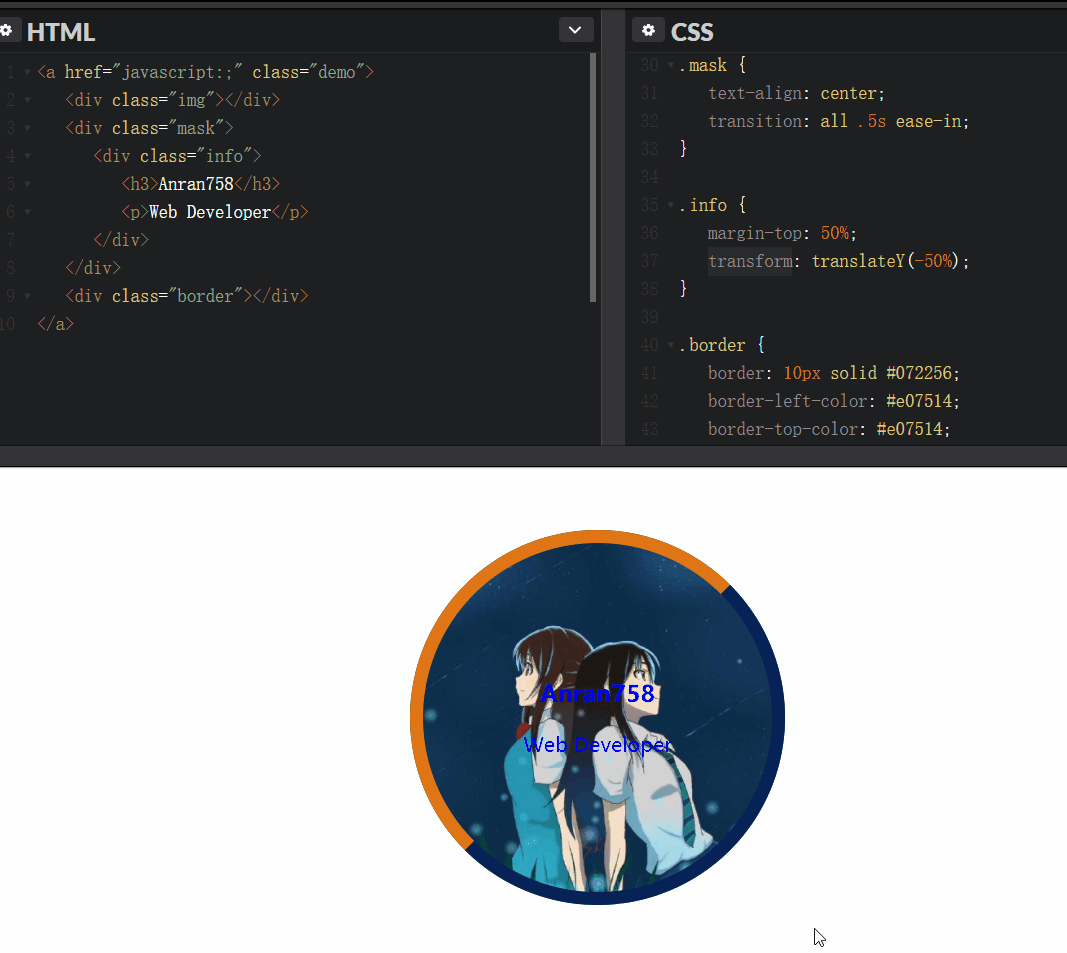 HTML
1 <a href="javascript:;" class="demo">
2 <div class="img"></div>
3 <div class="mask">
4 <div class="info">
5 <h3>Anran758</h3>
6 <p>Web Developer</p>
7 </div>
8 </div>
9 <div class="border"></div>
10 </a>
CSS
30 .mask {
31 text-align: center;
32 transition: all .5s ease-in;
33 }
34
35 .info {
36 margin-top: 50%;
37 transform: translateY(-50%);
38 }
39
40 .border {
41 border: 10px solid #072256;
42 border-left-color: #e07514;
43 border-top-color: #e07514;
Anran758
Web Developer